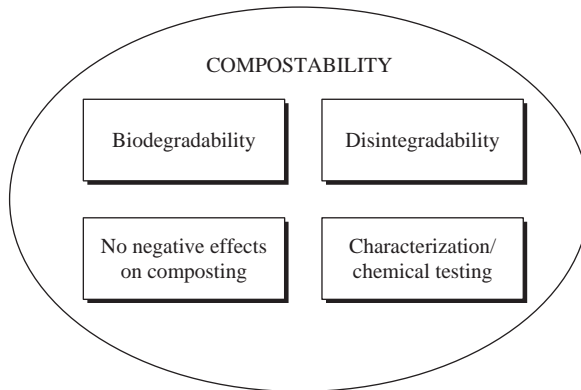 COMPOSTABILITY
Biodegradability
Disintegradability
No negative effects
on composting
Characterization/
chemical testing